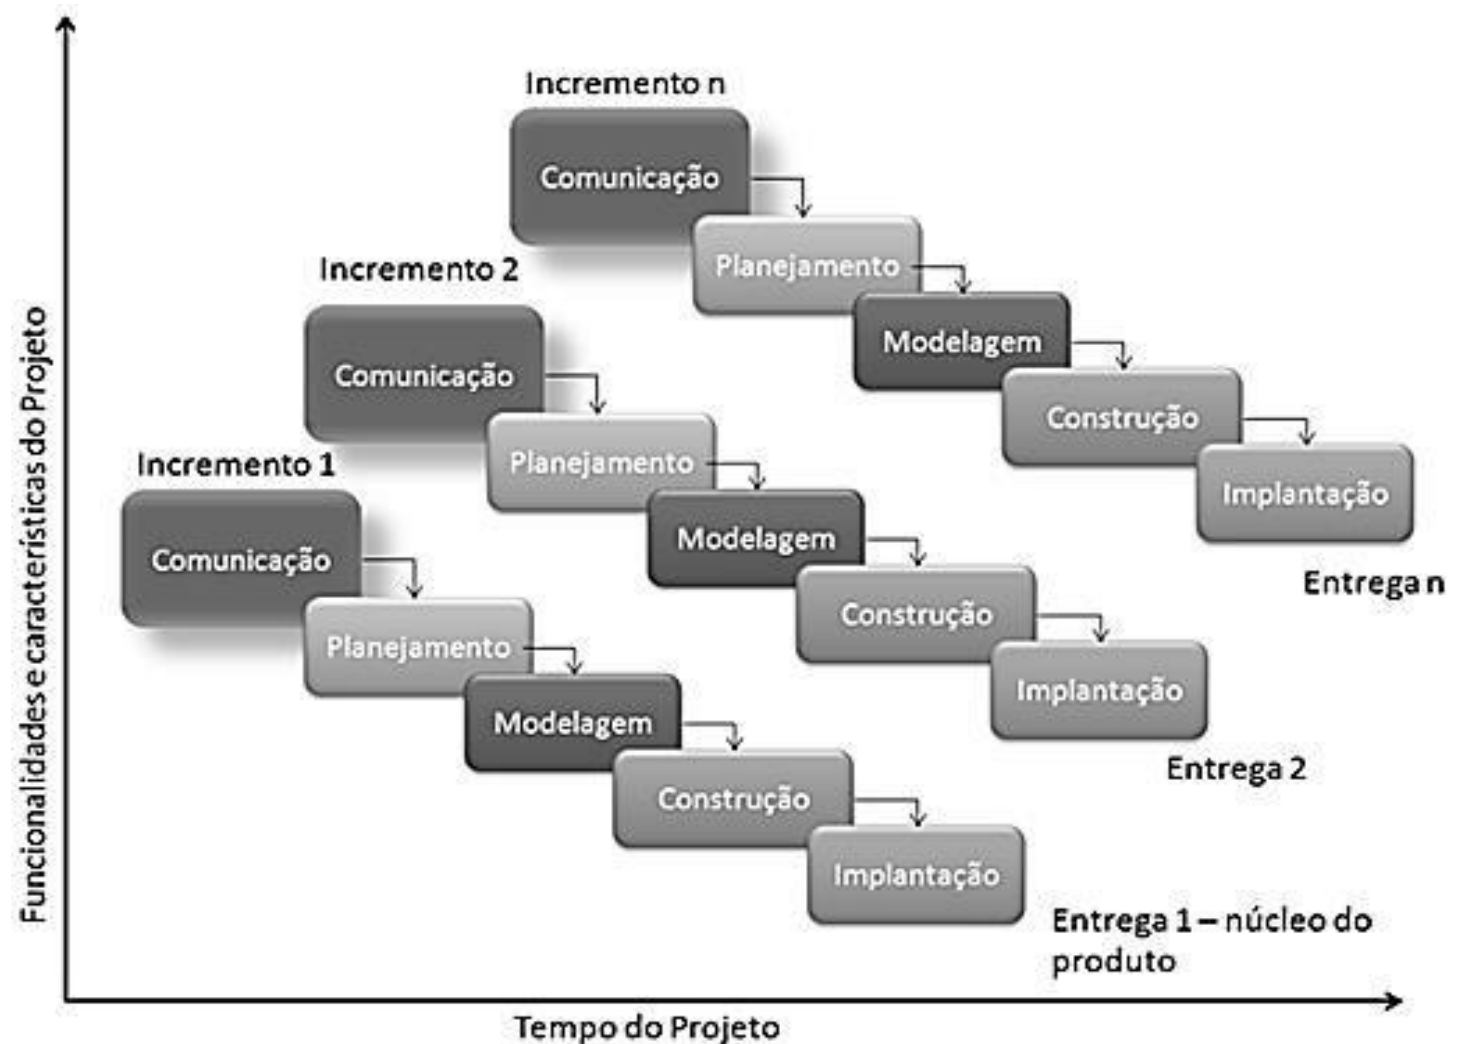 Incremento n
Comunicação
Planejamento
Modelagem
Construção
Implantação
Entrega n
Incremento 2
Comunicação
Planejamento
Modelagem
Construção
Implantação
Entrega 2
Incremento 1
Comunicação
Planejamento
Modelagem
Construção
Implantação
Entrega 1 – núcleo do
produto
Funcionalidades e características do Projeto
Tempo do Projeto